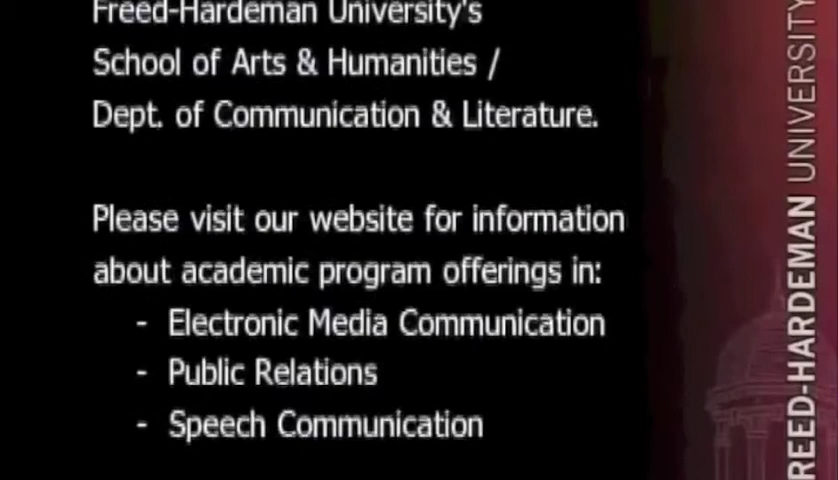 Freed-Hardeman University's
School of Arts & Humanities /
Dept. of Communication & Literature.
Please visit our website for information
about academic program offerings in:
- Electronic Media Communication
- Public Relations
- Speech Communication
REED-HARDEMAN UNIVERSITY